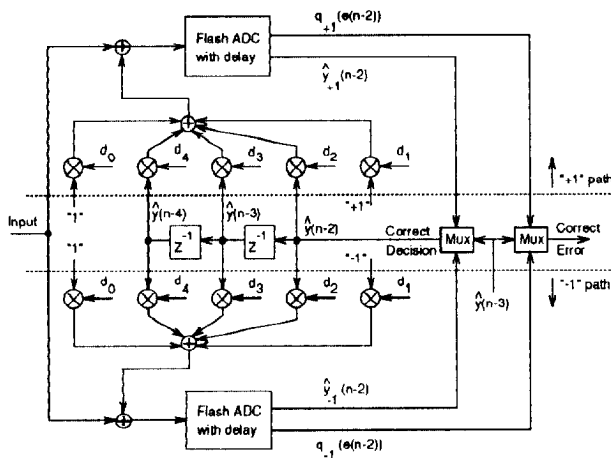 q+1(e(n-2))
Flash ADC
with delay
ŷ+1(n-2)
d0 d4 d3 d2 d1
"1" ŷ(n-4) ŷ(n-3) "+1" ŷ(n-2)
"+1" path
Input
"1"
z-1 z-1
Correct
Decision
Mux Mux
Correct
Error
"-1"
ŷ(n-3)
"-1" path
d0 d4 d3 d2 d1
ŷ-1(n-2)
Flash ADC
with delay
q-1(e(n-2))